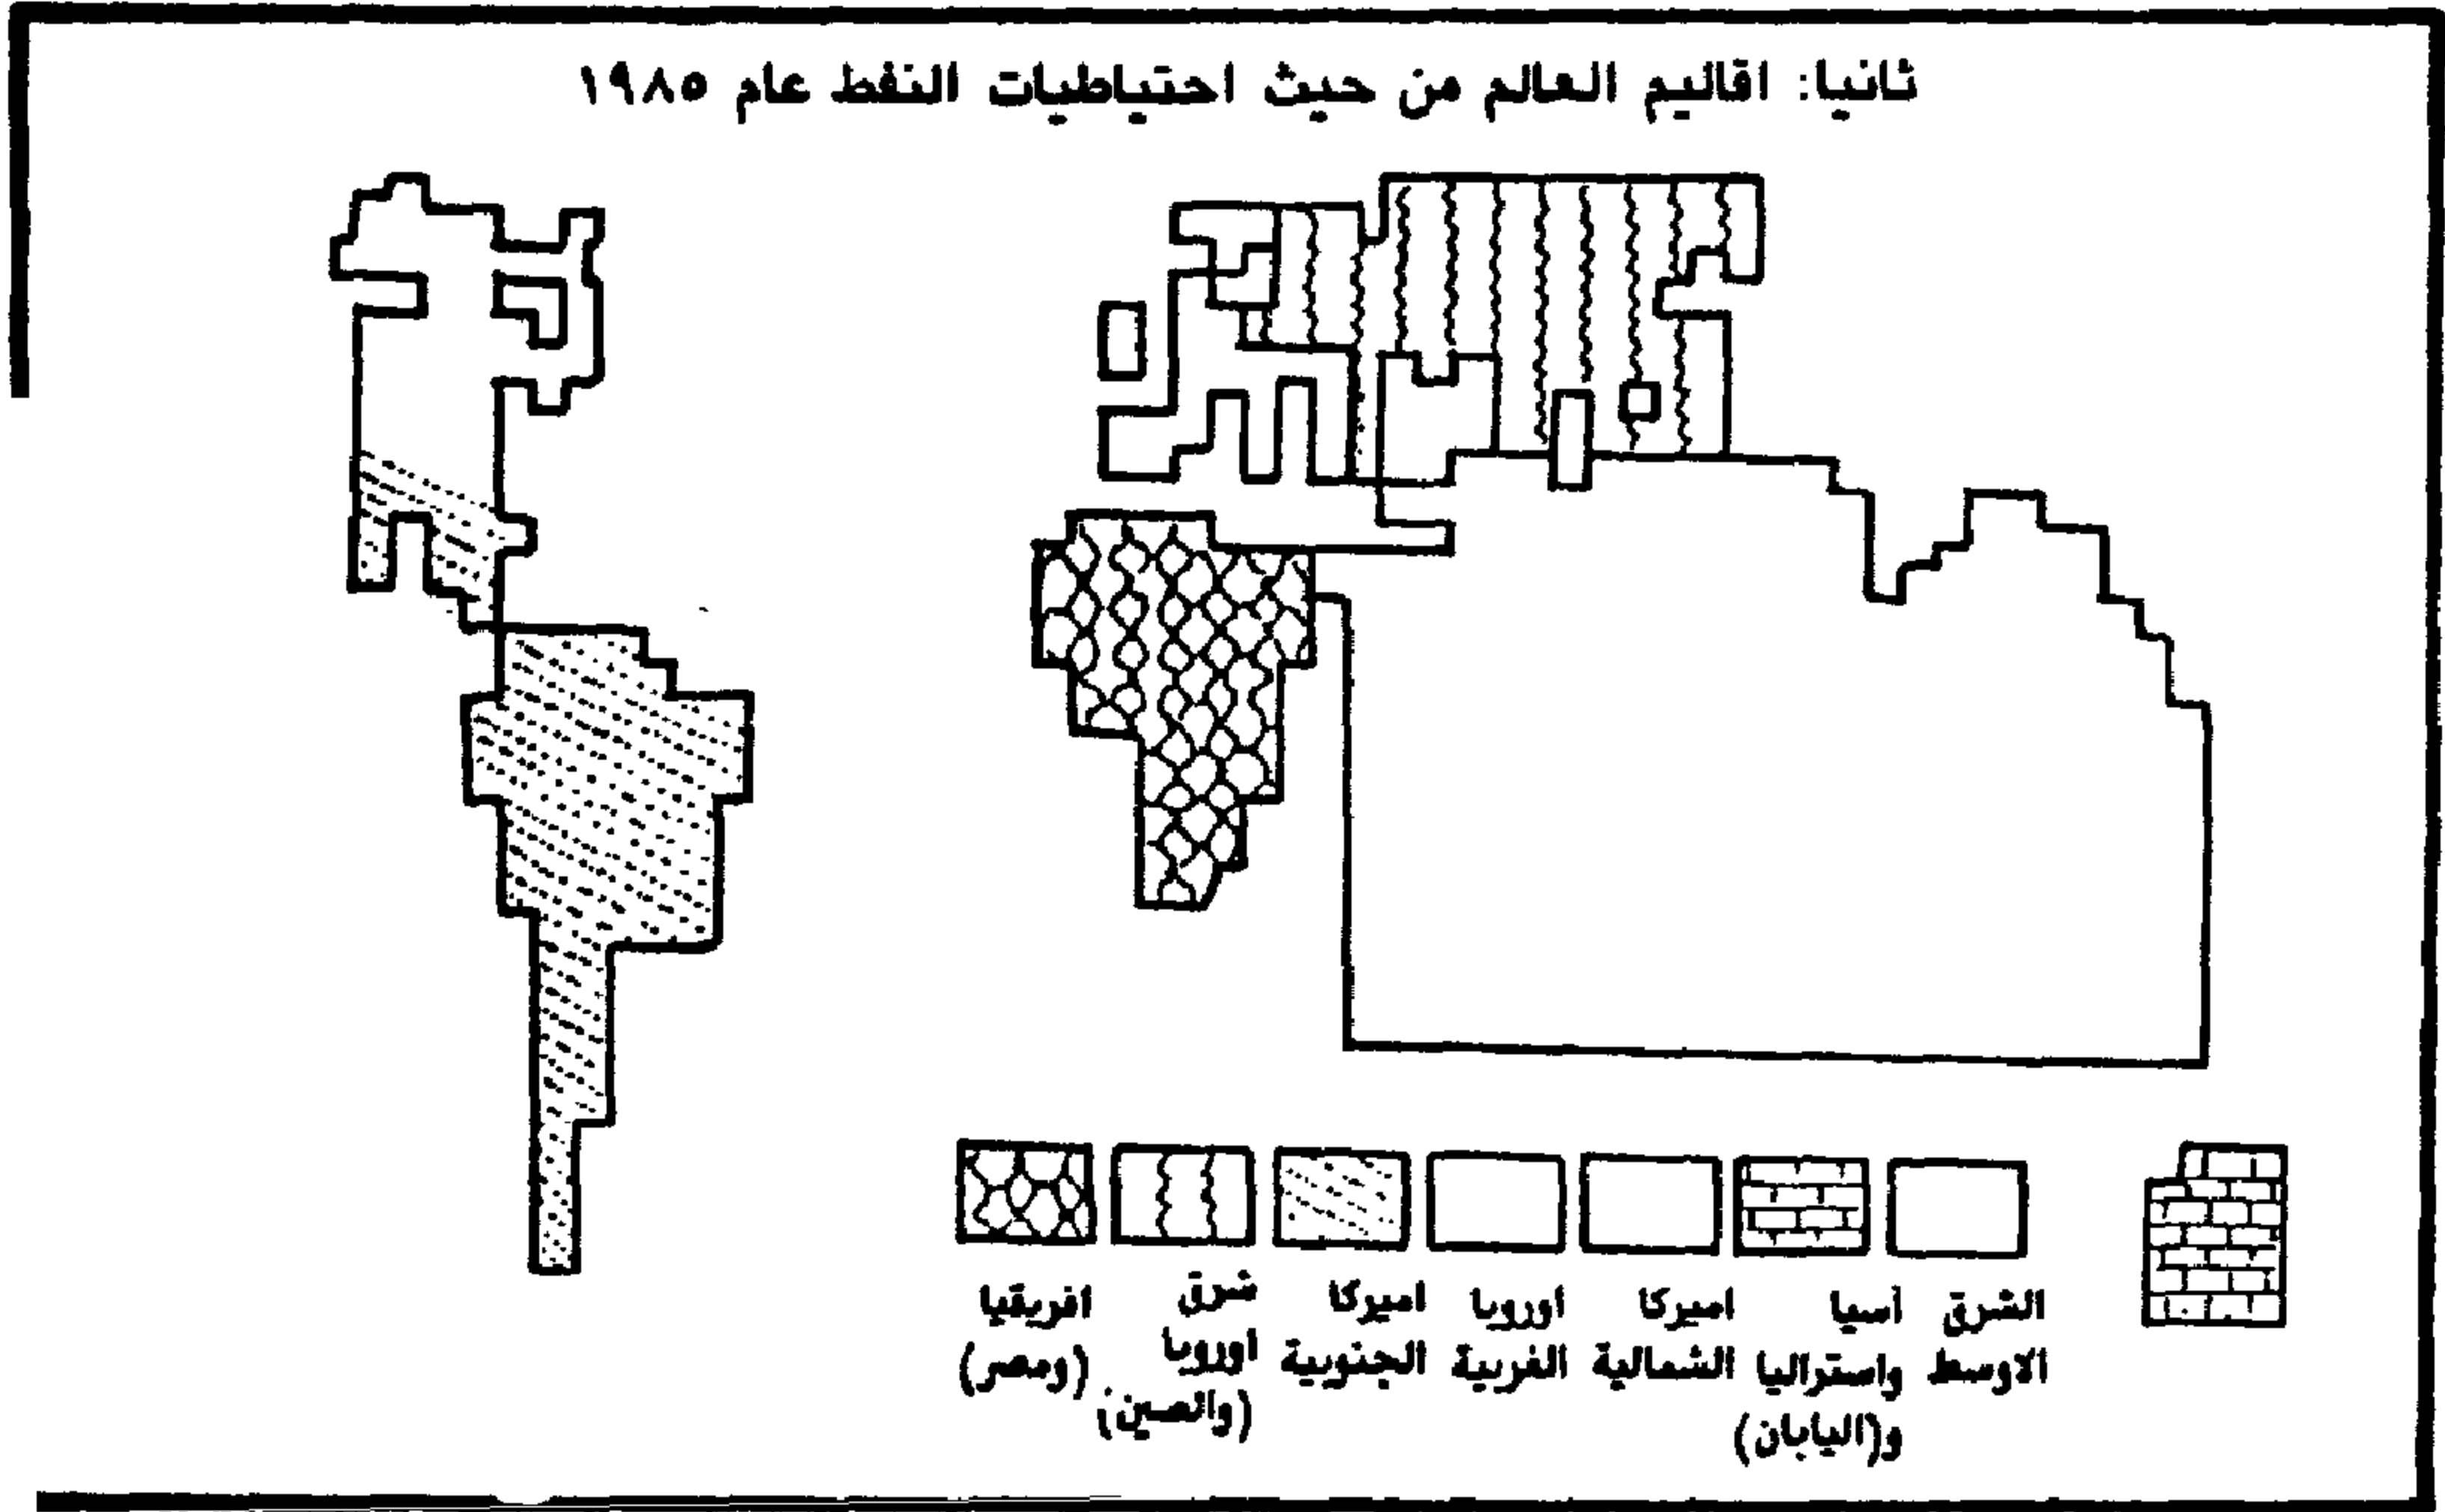 ثانيا: اقاليم العالم من حيث احتياطيات النفط عام ١٩٨٥
الشرق الاوسط
آسيا واستراليا و(اليابان)
اميركا الشمالية
اوروبا الغربية
اميركا الجنوبية
شرق اوروبا (والصين)
افريقيا (ومصر)